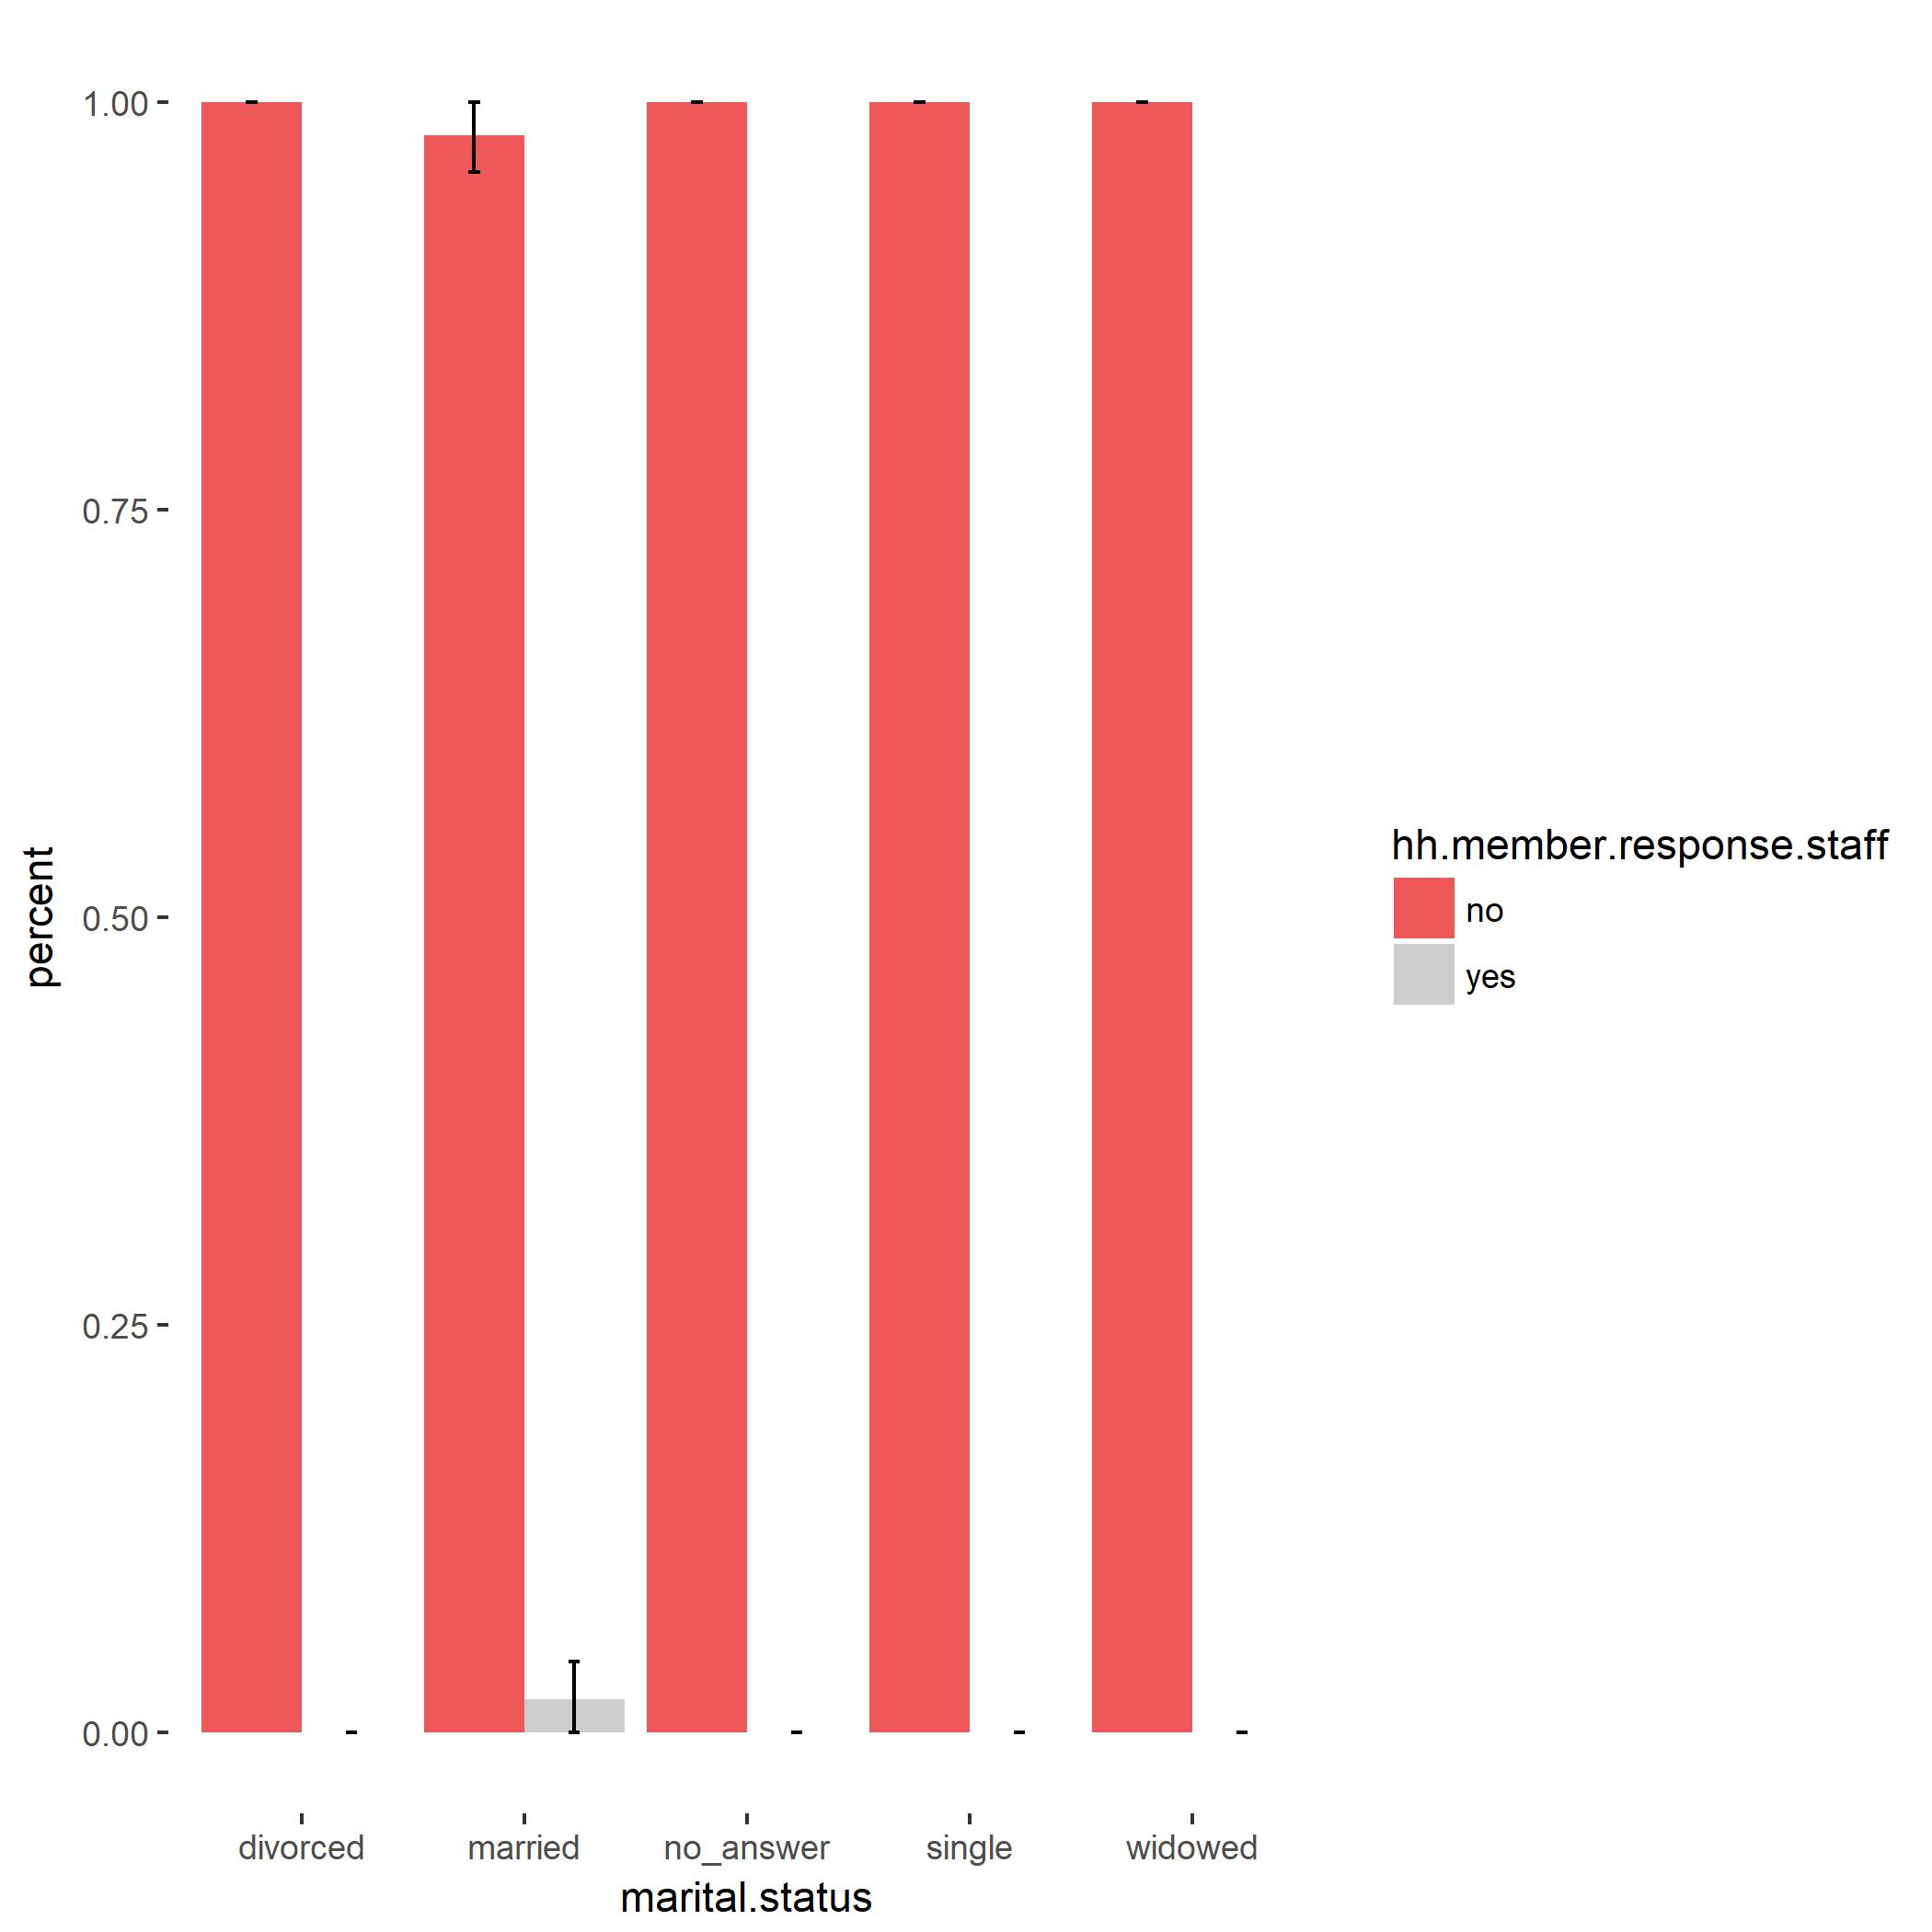 1.00
0.75
0.50
0.25
0.00
percent
divorced married no_answer single widowed
marital.status
hh.member.response.staff
no
yes